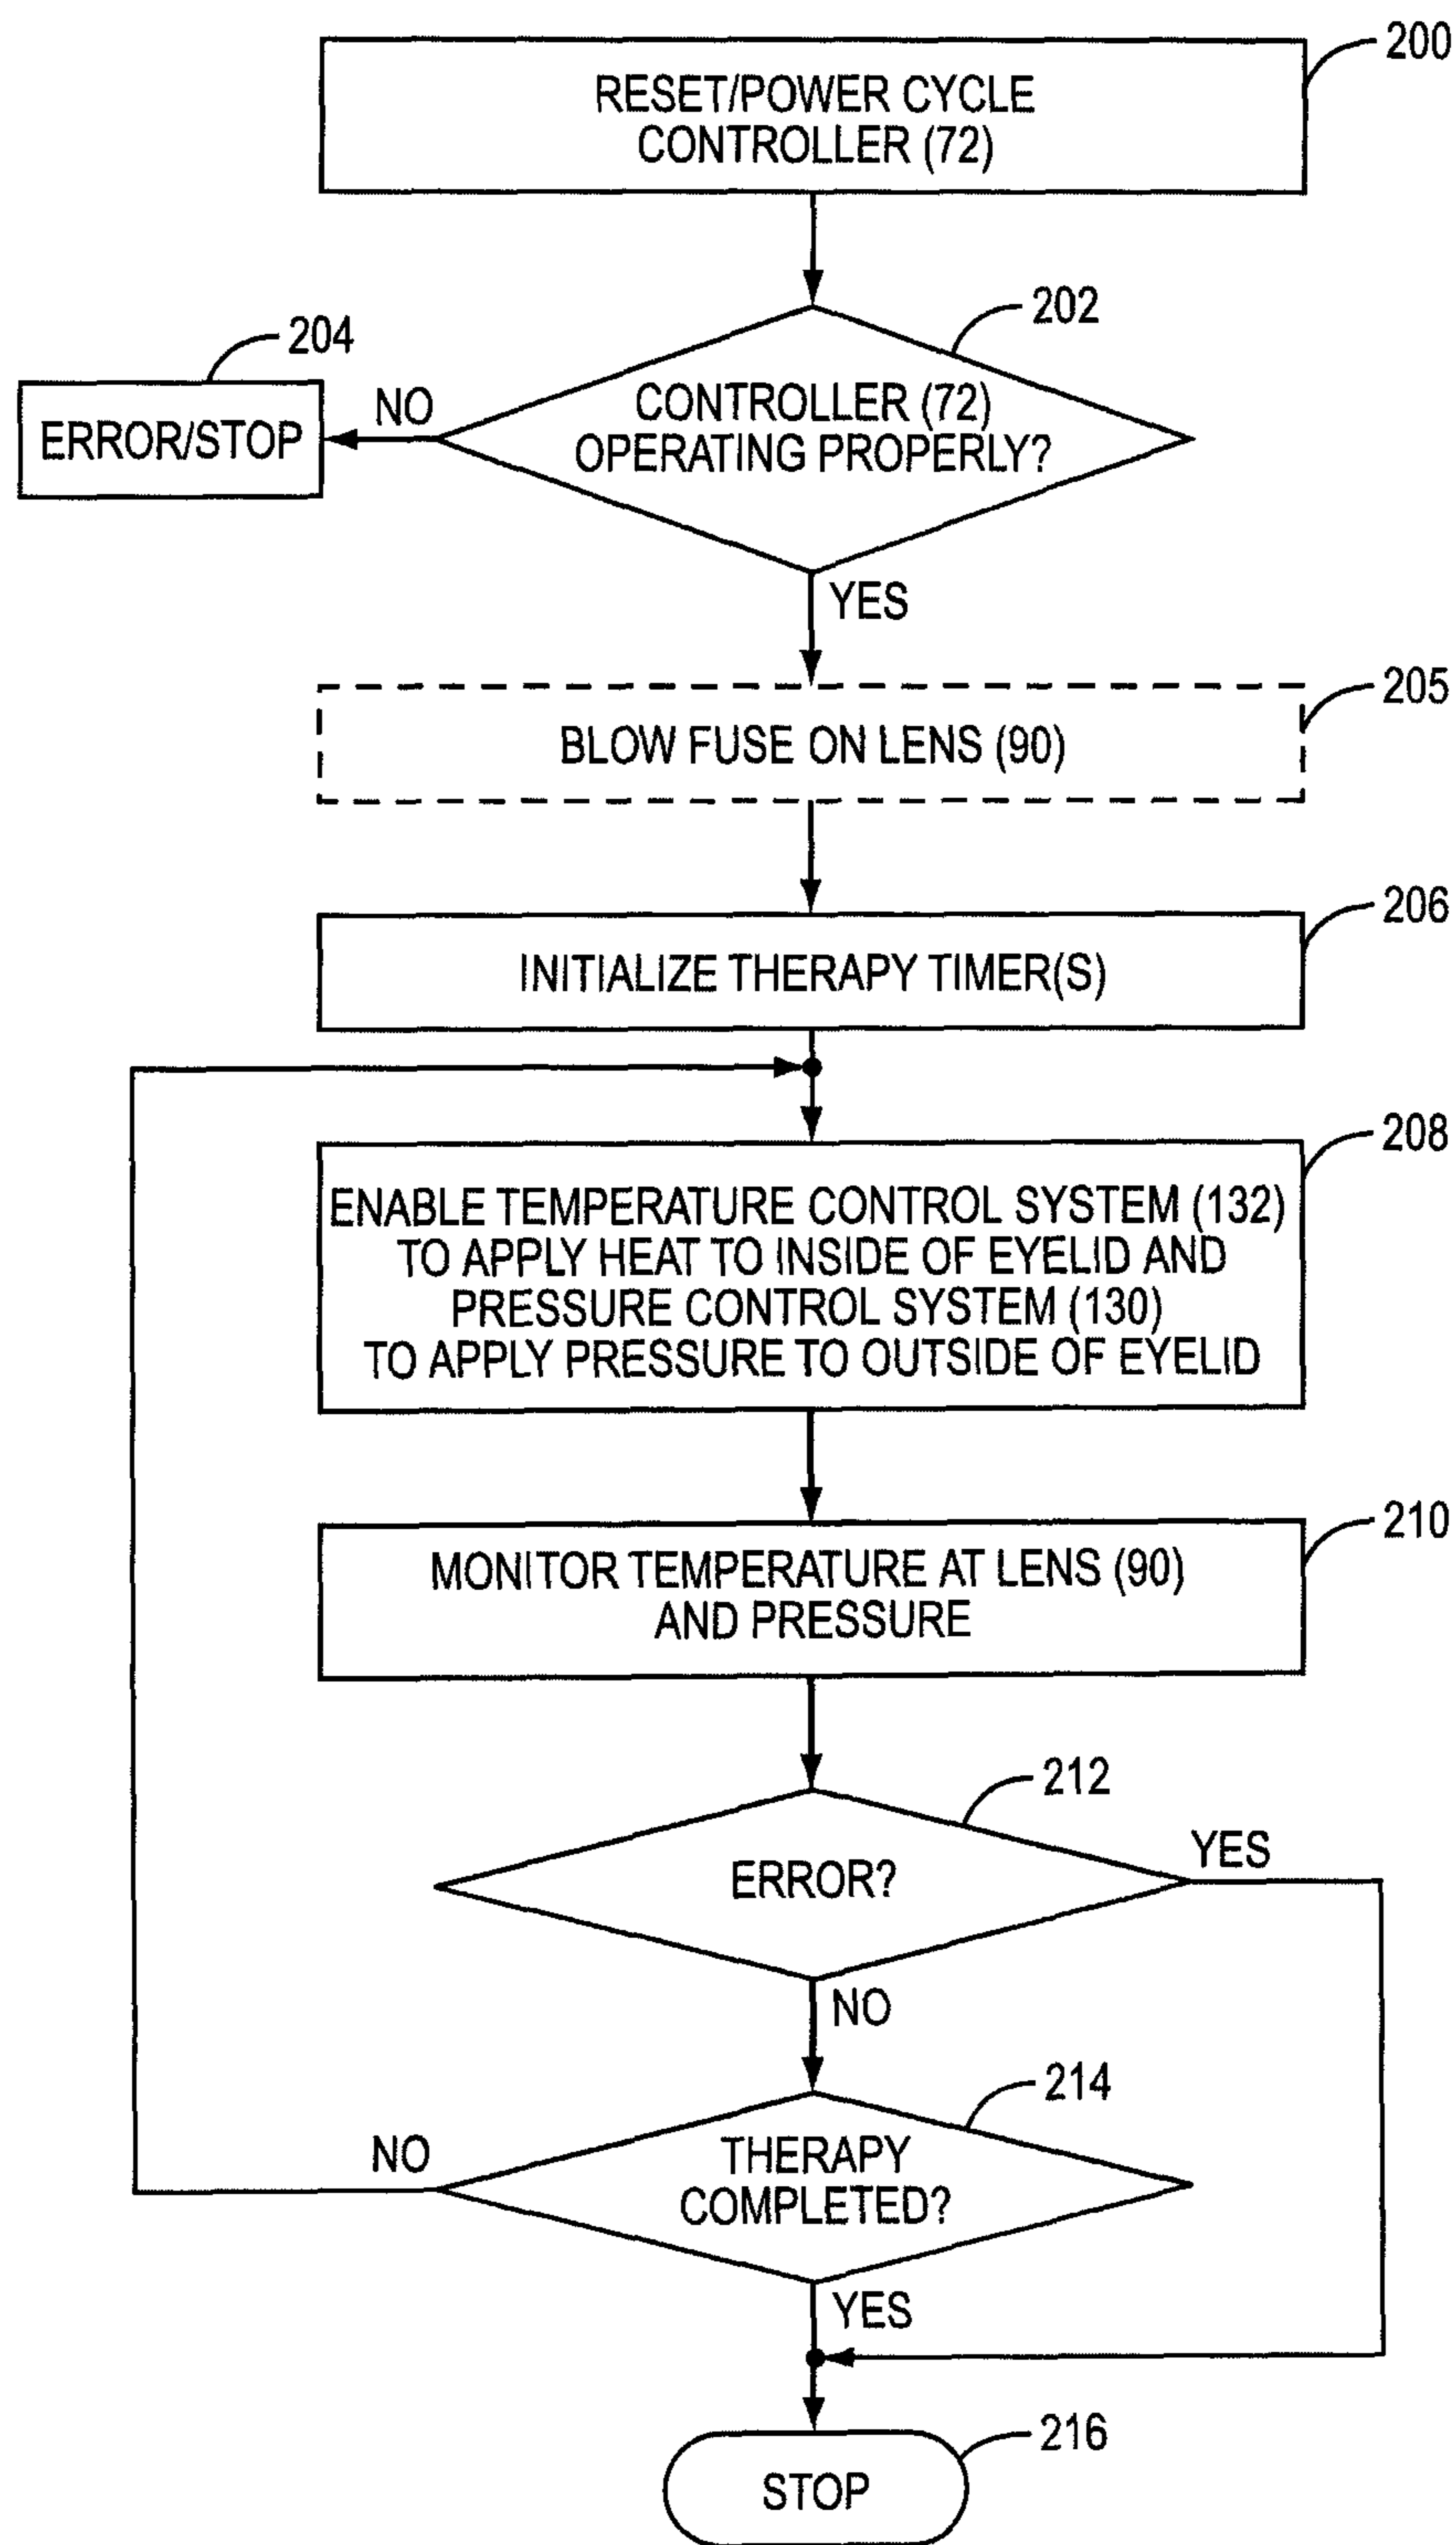 200
RESET/POWER CYCLE
CONTROLLER (72)
202
CONTROLLER (72)
OPERATING PROPERLY?
204
NO
ERROR/STOP
YES
205
BLOW FUSE ON LENS (90)
206
INITIALIZE THERAPY TIMER(S)
208
ENABLE TEMPERATURE CONTROL SYSTEM (132)
TO APPLY HEAT TO INSIDE OF EYELID AND
PRESSURE CONTROL SYSTEM (130)
TO APPLY PRESSURE TO OUTSIDE OF EYELID
210
MONITOR TEMPERATURE AT LENS (90)
AND PRESSURE
212
ERROR?
YES
NO
214
THERAPY
COMPLETED?
NO
YES
216
STOP